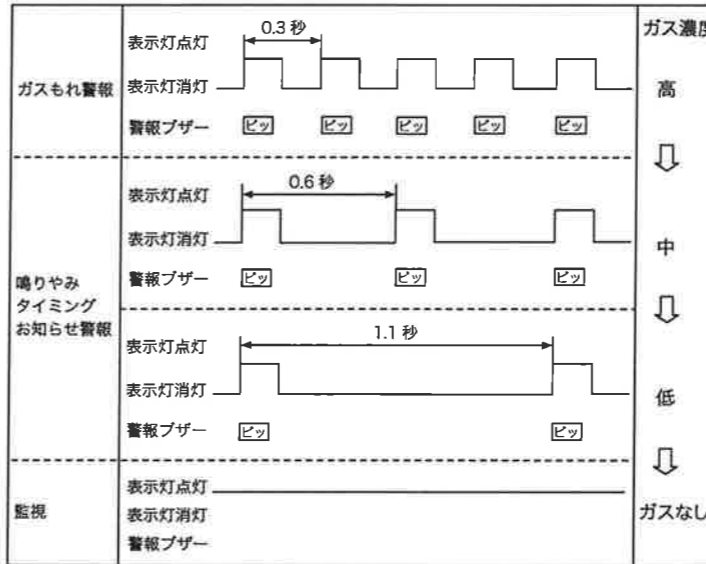 ガス濃度
ガスもれ警報
表示灯点灯
0.3 秒
表示灯消灯
警報ブザー
ピッ ピッ ピッ ピッ ピッ
高
鳴りやみ
タイミング
お知らせ警報
表示灯点灯
0.6 秒
表示灯消灯
警報ブザー
ピッ ピッ ピッ
中
表示灯点灯
1.1 秒
表示灯消灯
警報ブザー
ピッ ピッ
低
監視
表示灯点灯
表示灯消灯
警報ブザー
ガスなし